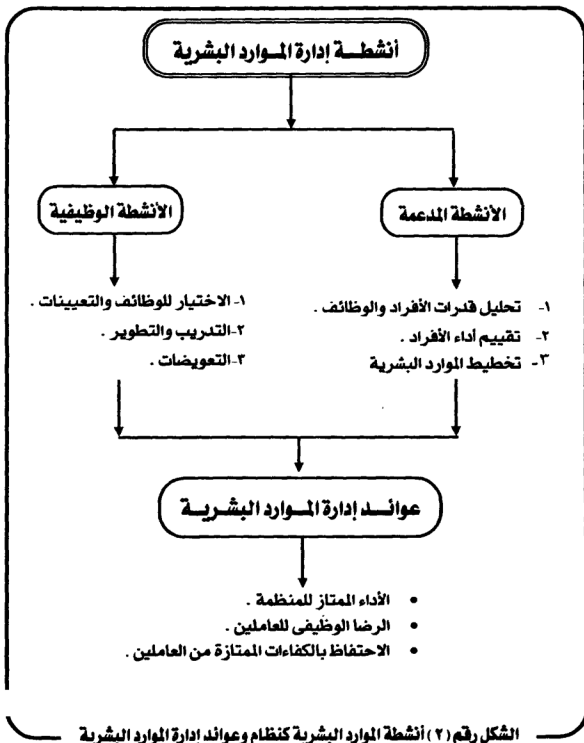 أنشطة إدارة الموارد البشرية
الأنشطة المدعمة
الأنشطة الوظيفية
١- تحليل قدرات الأفراد والوظائف .
٢- تقييم أداء الأفراد .
٣- تخطيط الموارد البشرية
١- الاختيار للوظائف والتعيينات .
٢- التدريب والتطوير .
٣- التعويضات .
عوائد إدارة الموارد البشرية
• الأداء الممتاز للمنظمة .
• الرضا الوظيفى للعاملين .
• الاحتفاظ بالكفاءات الممتازة من العاملين .
الشكل رقم (٢) أنشطة الموارد البشرية كنظام وعوائد إدارة الموارد البشرية